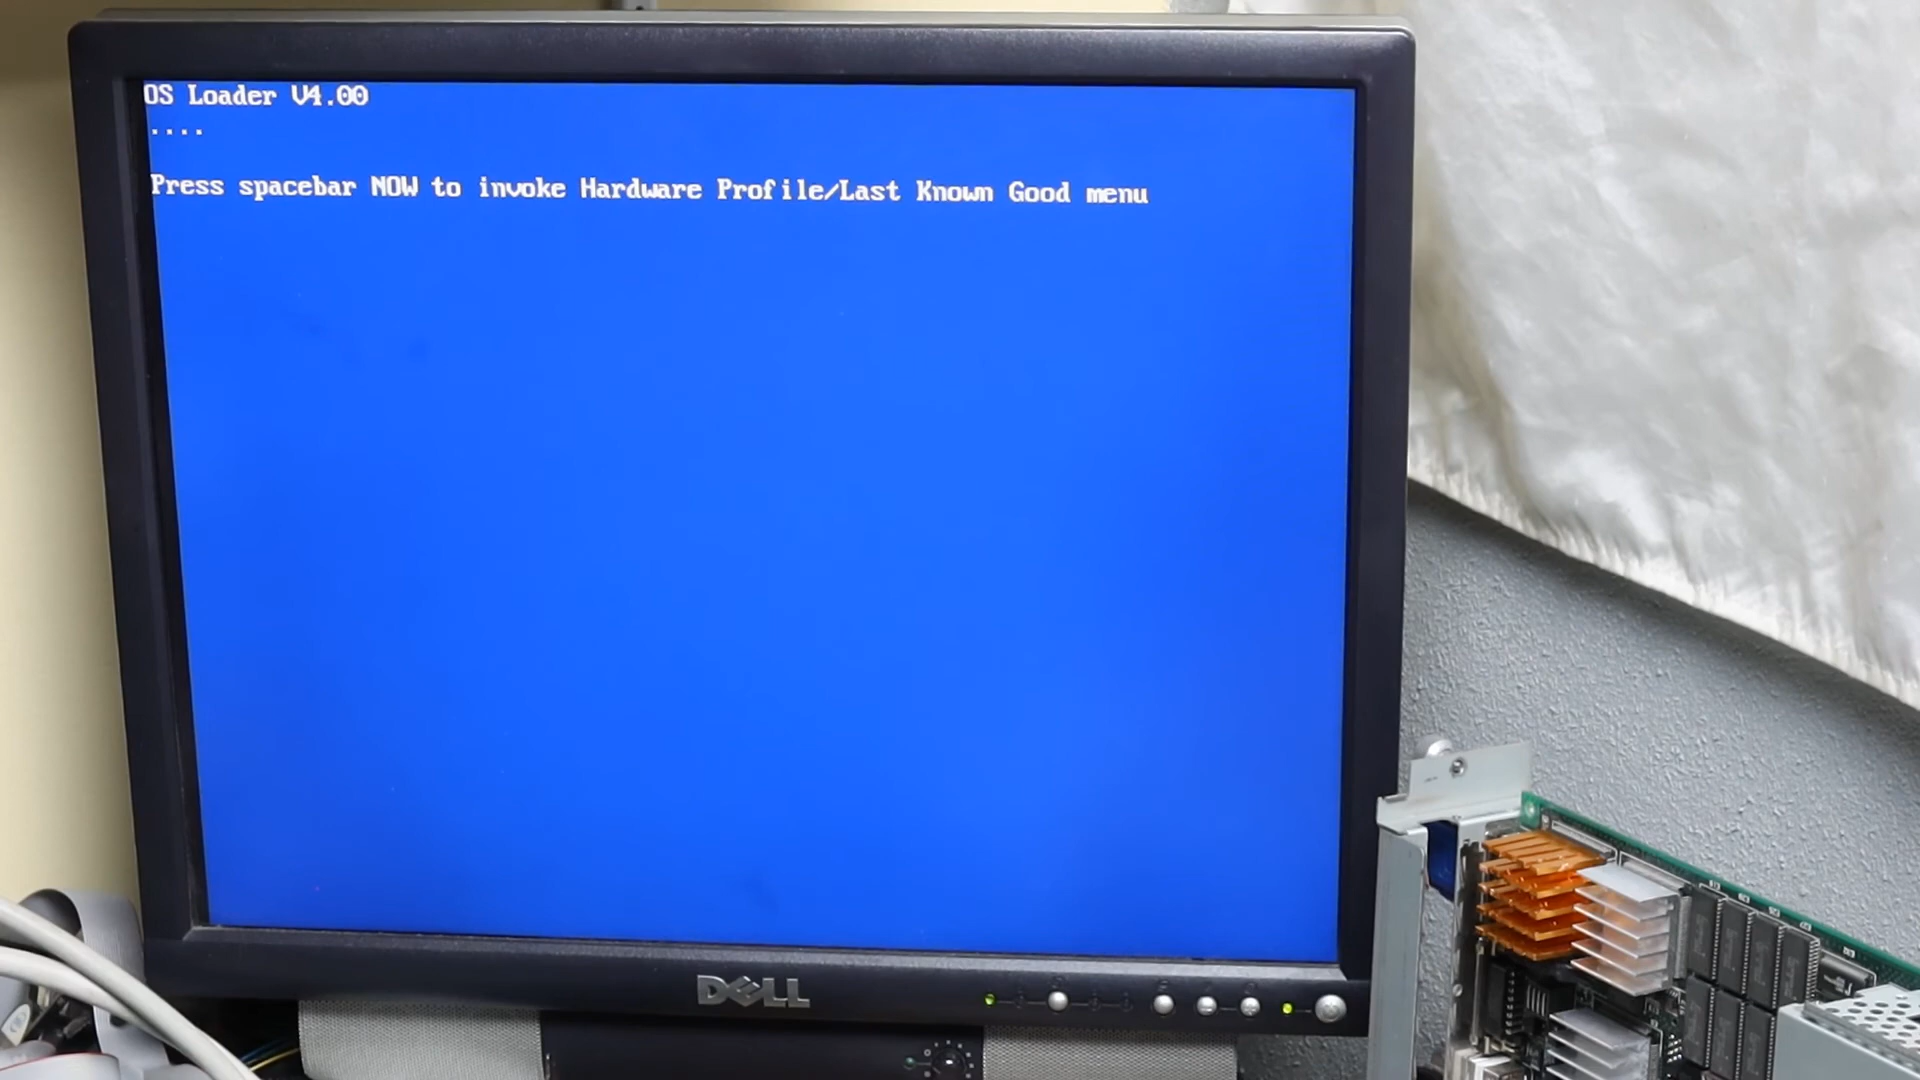 OS Loader V4.00
....
Press spacebar NOW to invoke Hardware Profile/Last Known Good menu
DELL